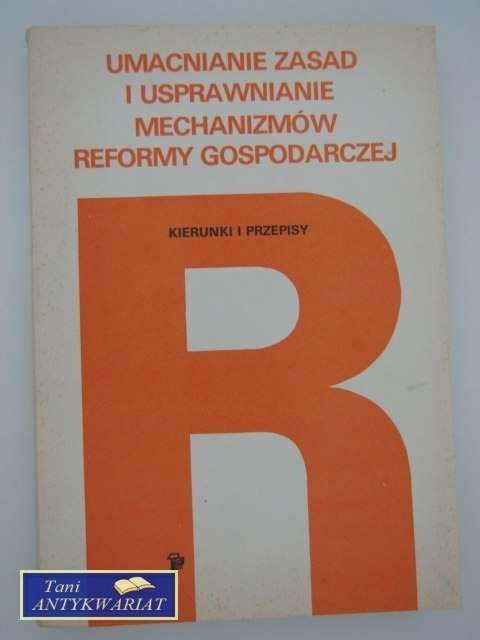 UMACNIANIE ZASAD
I USPRAWNIANIE
MECHANIZMÓW
REFORMY GOSPODARCZEJ
KIERUNKI I PRZEPISY
R
Tani
ANTYKWARIAT